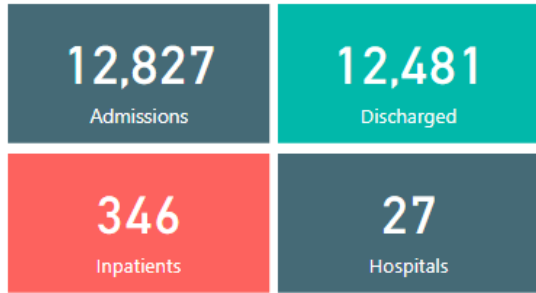 12,827
Admissions
12,481
Discharged
346
Inpatients
27
Hospitals